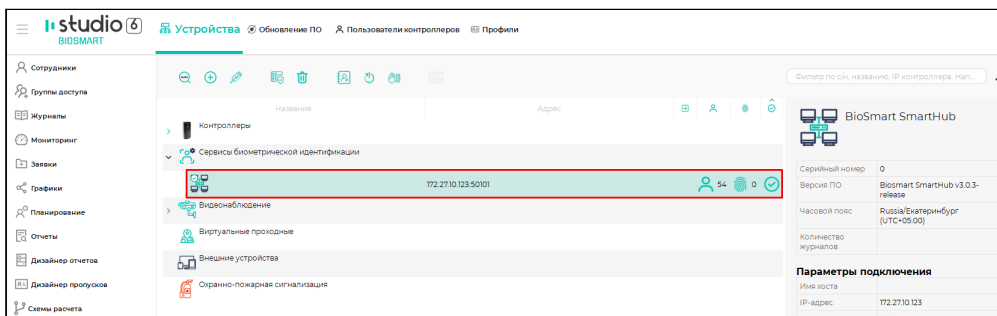 studio 6
BIOSMART
Устройства
Обновление ПО
Пользователи контроллеров
Профили
Сотрудники
Группы доступа
Журналы
Мониторинг
Заявки
Графики
Планирование
Отчеты
Дизайнер отчетов
Дизайнер пропусков
Схемы расчета
Фильтр по с/н, названию, IP контроллера. Нап...
Название
Адрес
Контроллеры
Сервисы биометрической идентификации
172.27.10.123:50101
54
0
Видеонаблюдение
Виртуальные проходные
Внешние устройства
Охранно-пожарная сигнализация
BioSmart SmartHub
Серийный номер 0
Версия ПО Biosmart SmartHub v3.0.3-
release
Часовой пояс Russia/Екатеринбург
(UTC+05:00)
Количество
журналов
Параметры подключения
Имя хоста
IP-адрес 172.27.10.123